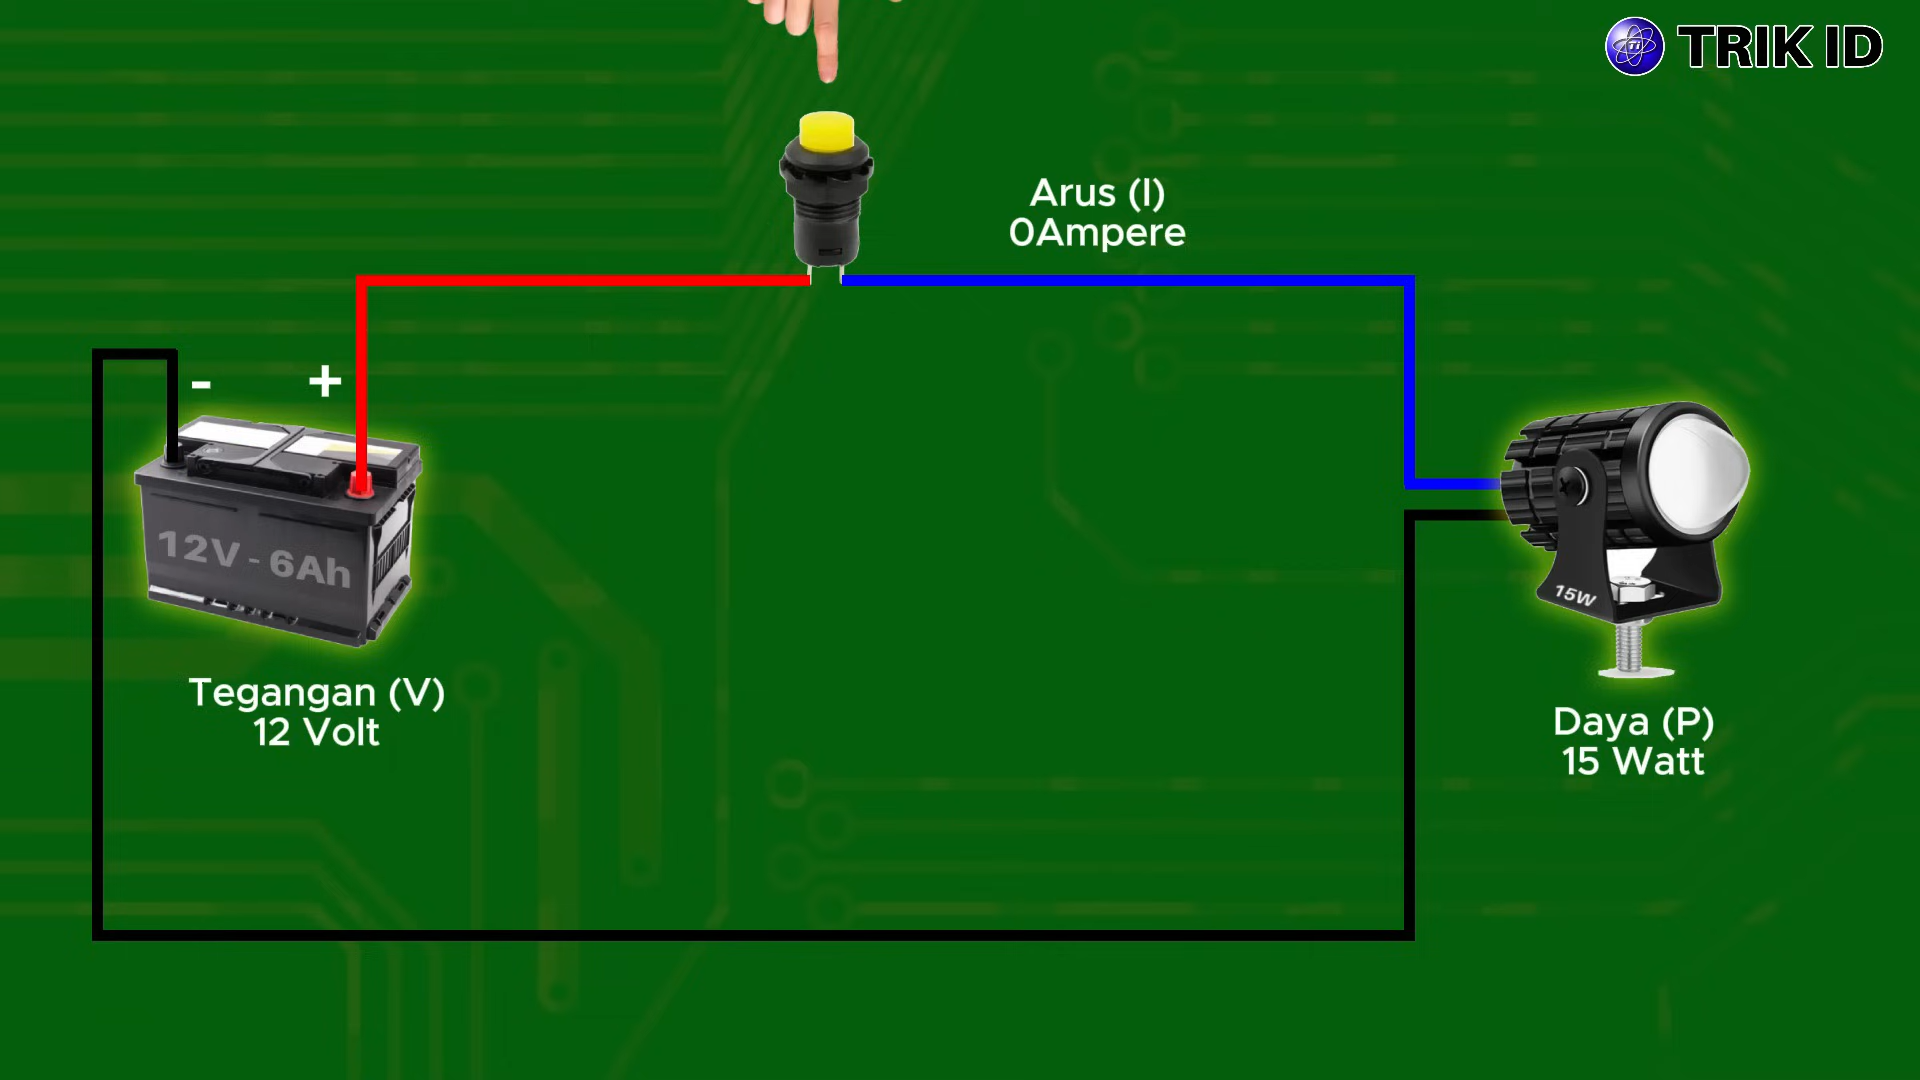 TRIK ID
Arus (I)
0Ampere
- +
12V - 6Ah
Tegangan (V)
12 Volt
15W
Daya (P)
15 Watt